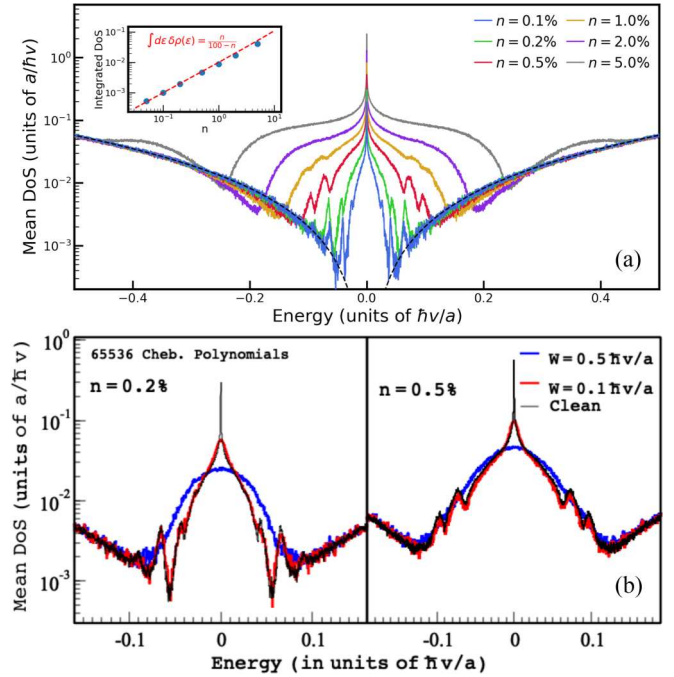 Mean DoS (units of a/ħv)
10⁰
10⁻¹
10⁻²
10⁻³
Integrated DoS
10⁻¹
10⁻²
10⁻³
∫dε δρ(ε) = n/(100−n)
10⁻¹ 10⁰ 10¹
n
n = 0.1% n = 1.0%
n = 0.2% n = 2.0%
n = 0.5% n = 5.0%
(a)
−0.4 −0.2 0.0 0.2 0.4
Energy (units of ħv/a)
Mean DoS (units of a/ħv)
10⁰
10⁻¹
10⁻²
10⁻³
65536 Cheb. Polynomials
n=0.2%
n=0.5%
W=0.5ħv/a
W=0.1ħv/a
Clean
(b)
-0.1 0 0.1 -0.1 0 0.1
Energy (in units of ħv/a)